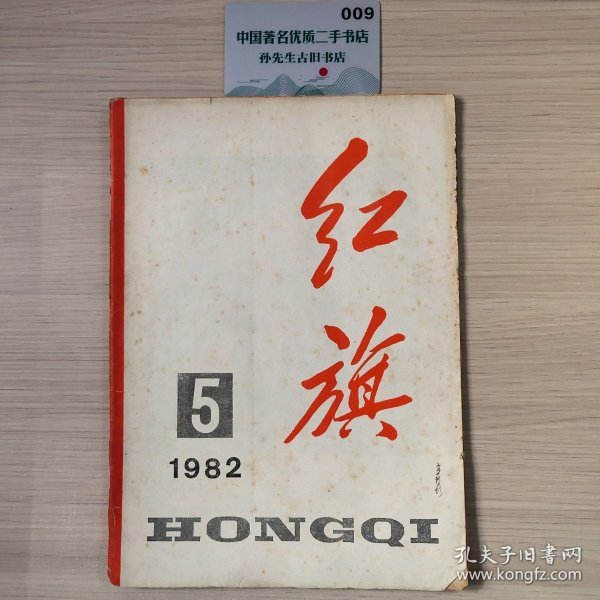 009
中国著名优质二手书店
孙先生古旧书店
红
旗
5
1982
HONGQI
孔夫子旧书网
www.kongfz.com